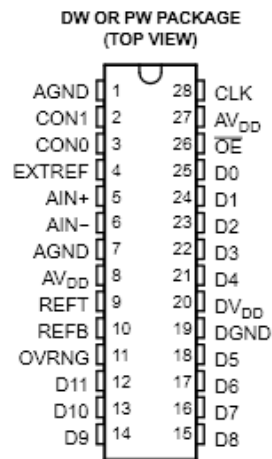 DW OR PW PACKAGE
(TOP VIEW)
AGND 1 28 CLK
CON1 2 27 AVDD
CON0 3 26 OE
EXTREF 4 25 D0
AIN+ 5 24 D1
AIN− 6 23 D2
AGND 7 22 D3
AVDD 8 21 D4
REFT 9 20 DVDD
REFB 10 19 DGND
OVRNG 11 18 D5
D11 12 17 D6
D10 13 16 D7
D9 14 15 D8